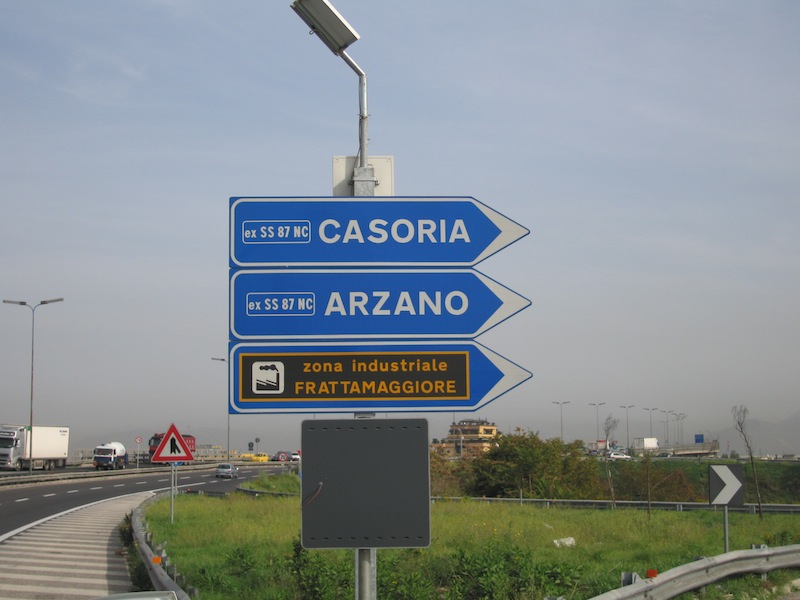 ex SS 87 NC CASORIA
ex SS 87 NC ARZANO
zona industriale
FRATTAMAGGIORE